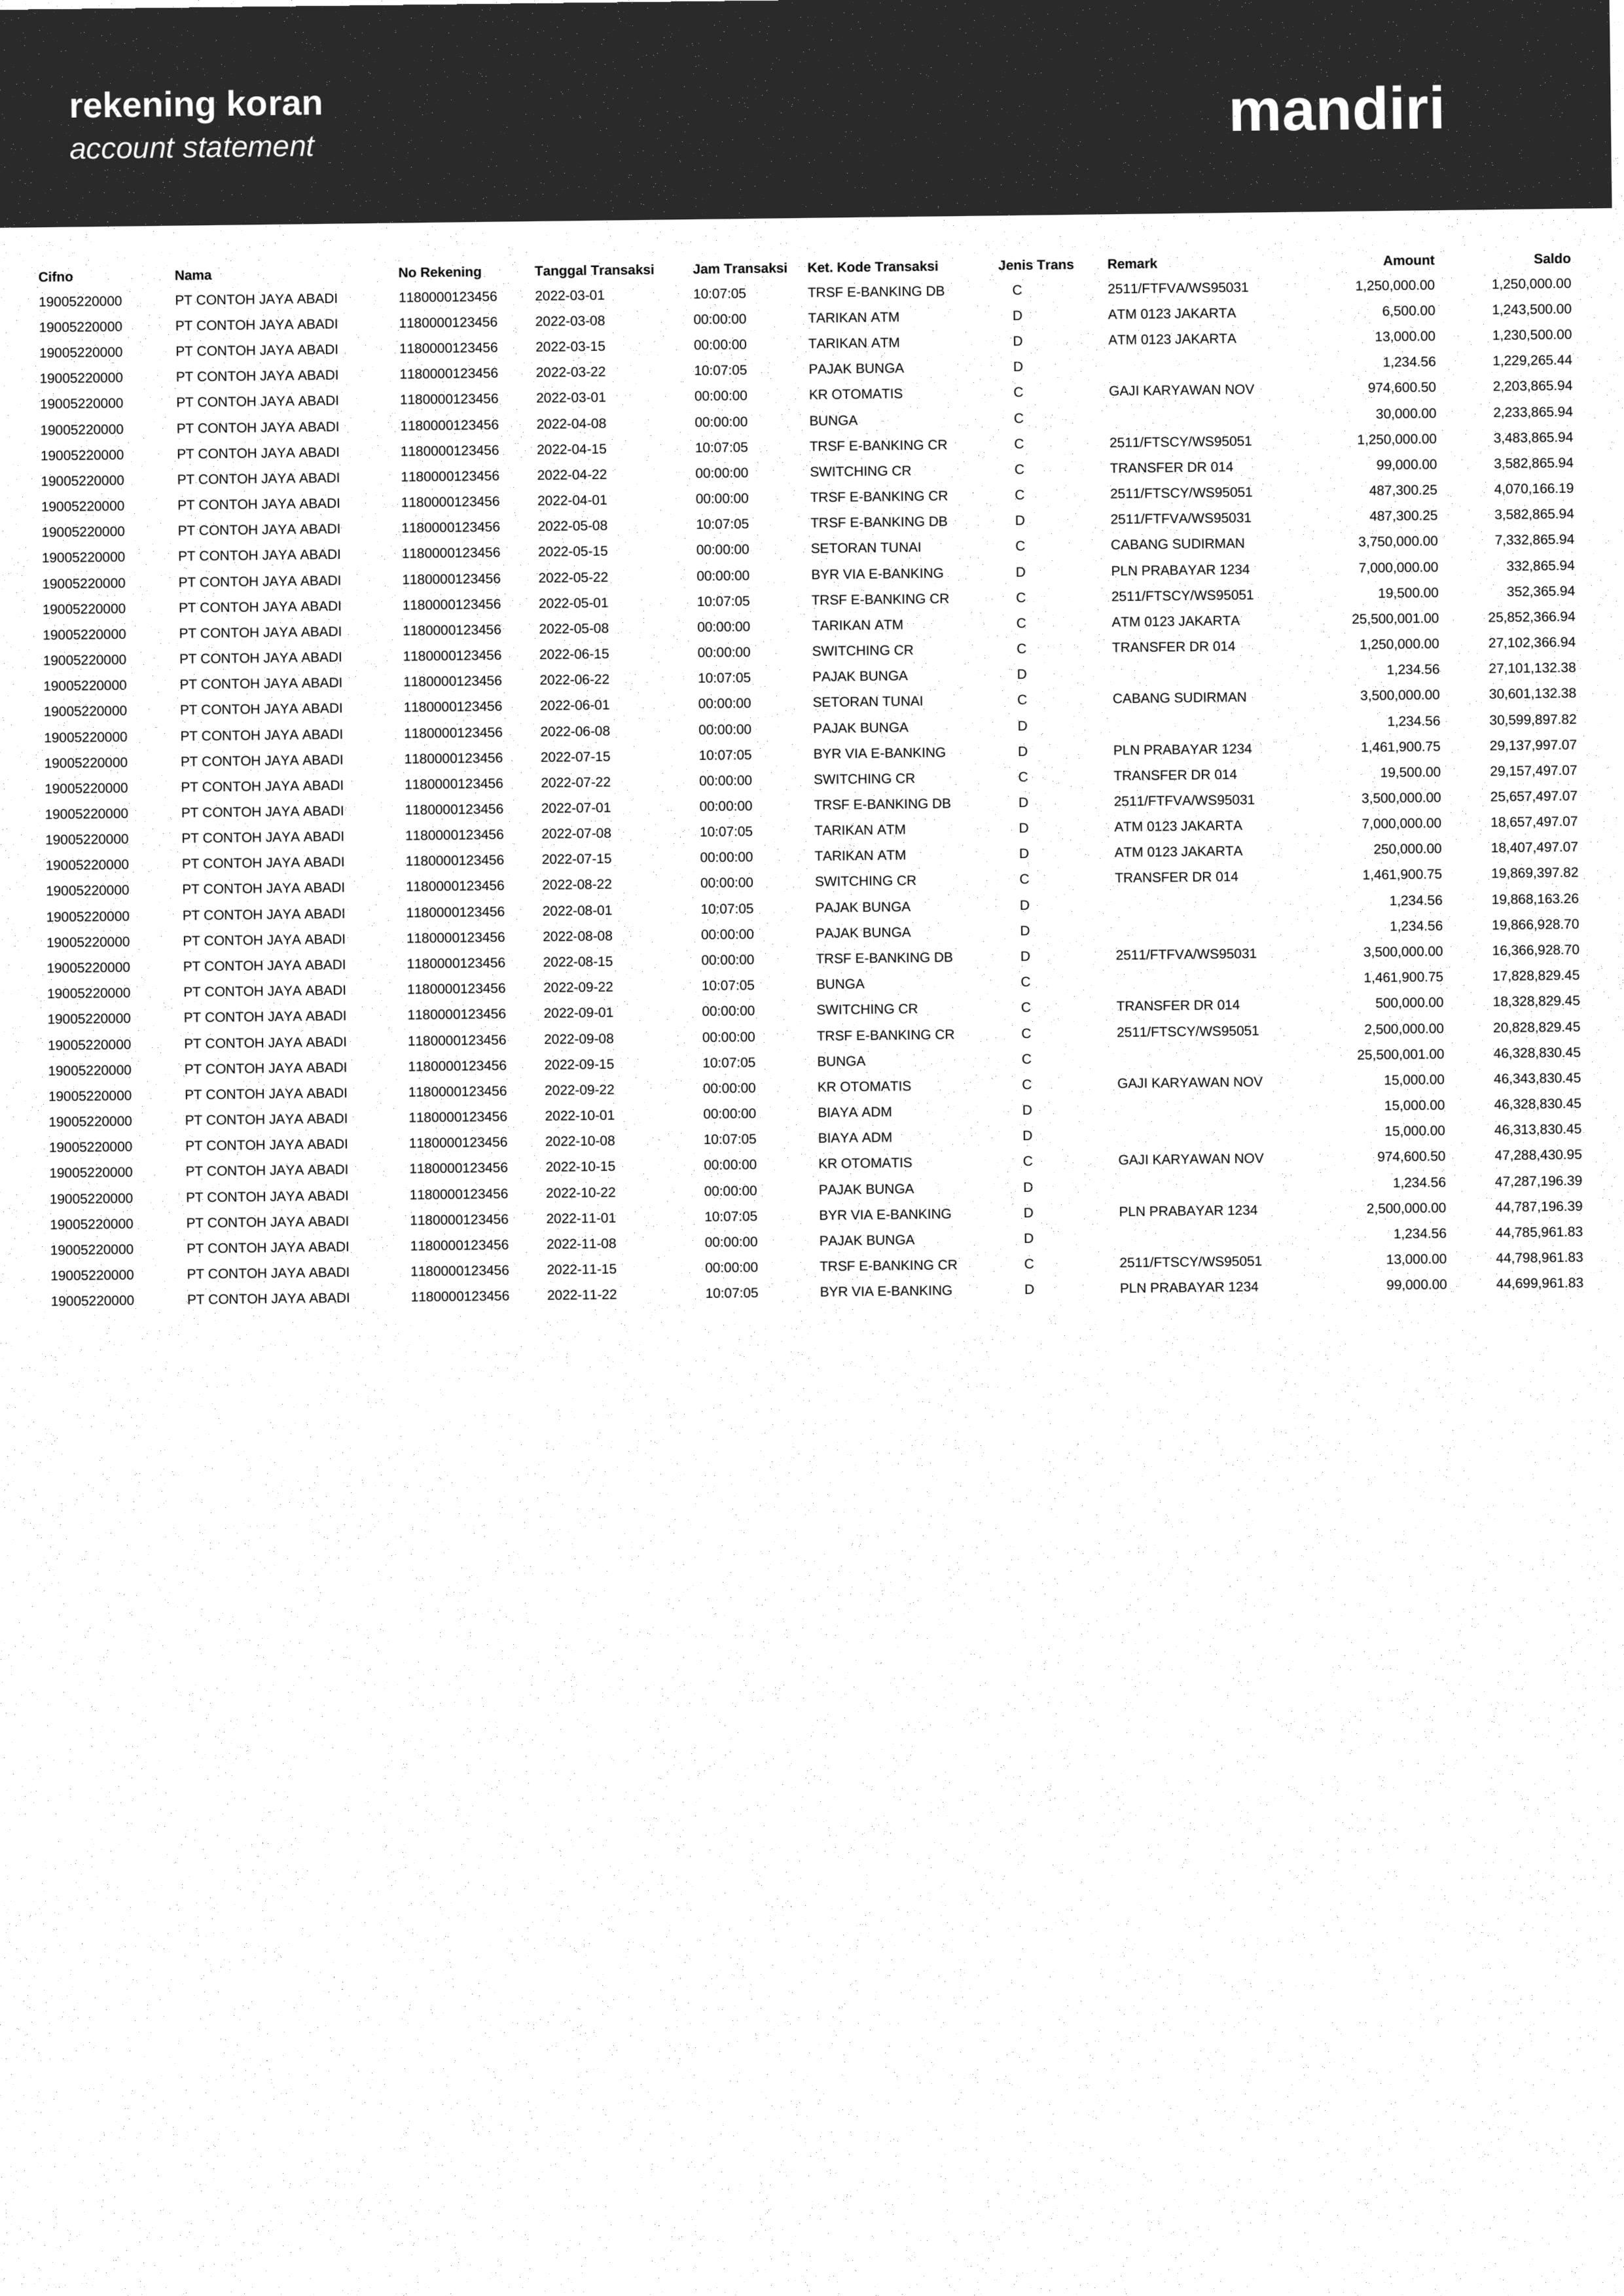 rekening koran
account statement
mandiri
Cifno Nama No Rekening Tanggal Transaksi Jam Transaksi Ket. Kode Transaksi Jenis Trans Remark Amount Saldo
19005220000 PT CONTOH JAYA ABADI 1180000123456 2022-03-01 10:07:05 TRSF E-BANKING DB C 2511/FTFVA/WS95031 1,250,000.00 1,250,000.00
19005220000 PT CONTOH JAYA ABADI 1180000123456 2022-03-08 00:00:00 TARIKAN ATM D ATM 0123 JAKARTA 6,500.00 1,243,500.00
19005220000 PT CONTOH JAYA ABADI 1180000123456 2022-03-15 00:00:00 TARIKAN ATM D ATM 0123 JAKARTA 13,000.00 1,230,500.00
19005220000 PT CONTOH JAYA ABADI 1180000123456 2022-03-22 10:07:05 PAJAK BUNGA D 1,234.56 1,229,265.44
19005220000 PT CONTOH JAYA ABADI 1180000123456 2022-03-01 00:00:00 KR OTOMATIS C GAJI KARYAWAN NOV 974,600.50 2,203,865.94
19005220000 PT CONTOH JAYA ABADI 1180000123456 2022-04-08 00:00:00 BUNGA C 30,000.00 2,233,865.94
19005220000 PT CONTOH JAYA ABADI 1180000123456 2022-04-15 10:07:05 TRSF E-BANKING CR C 2511/FTSCY/WS95051 1,250,000.00 3,483,865.94
19005220000 PT CONTOH JAYA ABADI 1180000123456 2022-04-22 00:00:00 SWITCHING CR C TRANSFER DR 014 99,000.00 3,582,865.94
19005220000 PT CONTOH JAYA ABADI 1180000123456 2022-04-01 00:00:00 TRSF E-BANKING CR C 2511/FTSCY/WS95051 487,300.25 4,070,166.19
19005220000 PT CONTOH JAYA ABADI 1180000123456 2022-05-08 10:07:05 TRSF E-BANKING DB D 2511/FTFVA/WS95031 487,300.25 3,582,865.94
19005220000 PT CONTOH JAYA ABADI 1180000123456 2022-05-15 00:00:00 SETORAN TUNAI C CABANG SUDIRMAN 3,750,000.00 7,332,865.94
19005220000 PT CONTOH JAYA ABADI 1180000123456 2022-05-22 00:00:00 BYR VIA E-BANKING D PLN PRABAYAR 1234 7,000,000.00 332,865.94
19005220000 PT CONTOH JAYA ABADI 1180000123456 2022-05-01 10:07:05 TRSF E-BANKING CR C 2511/FTSCY/WS95051 19,500.00 352,365.94
19005220000 PT CONTOH JAYA ABADI 1180000123456 2022-05-08 00:00:00 TARIKAN ATM C ATM 0123 JAKARTA 25,500,001.00 25,852,366.94
19005220000 PT CONTOH JAYA ABADI 1180000123456 2022-06-15 00:00:00 SWITCHING CR C TRANSFER DR 014 1,250,000.00 27,102,366.94
19005220000 PT CONTOH JAYA ABADI 1180000123456 2022-06-22 10:07:05 PAJAK BUNGA D 1,234.56 27,101,132.38
19005220000 PT CONTOH JAYA ABADI 1180000123456 2022-06-01 00:00:00 SETORAN TUNAI C CABANG SUDIRMAN 3,500,000.00 30,601,132.38
19005220000 PT CONTOH JAYA ABADI 1180000123456 2022-06-08 00:00:00 PAJAK BUNGA D 1,234.56 30,599,897.82
19005220000 PT CONTOH JAYA ABADI 1180000123456 2022-07-15 10:07:05 BYR VIA E-BANKING D PLN PRABAYAR 1234 1,461,900.75 29,137,997.07
19005220000 PT CONTOH JAYA ABADI 1180000123456 2022-07-22 00:00:00 SWITCHING CR C TRANSFER DR 014 19,500.00 29,157,497.07
19005220000 PT CONTOH JAYA ABADI 1180000123456 2022-07-01 00:00:00 TRSF E-BANKING DB D 2511/FTFVA/WS95031 3,500,000.00 25,657,497.07
19005220000 PT CONTOH JAYA ABADI 1180000123456 2022-07-08 10:07:05 TARIKAN ATM D ATM 0123 JAKARTA 7,000,000.00 18,657,497.07
19005220000 PT CONTOH JAYA ABADI 1180000123456 2022-07-15 00:00:00 TARIKAN ATM D ATM 0123 JAKARTA 250,000.00 18,407,497.07
19005220000 PT CONTOH JAYA ABADI 1180000123456 2022-08-22 00:00:00 SWITCHING CR C TRANSFER DR 014 1,461,900.75 19,869,397.82
19005220000 PT CONTOH JAYA ABADI 1180000123456 2022-08-01 10:07:05 PAJAK BUNGA D 1,234.56 19,868,163.26
19005220000 PT CONTOH JAYA ABADI 1180000123456 2022-08-08 00:00:00 PAJAK BUNGA D 1,234.56 19,866,928.70
19005220000 PT CONTOH JAYA ABADI 1180000123456 2022-08-15 00:00:00 TRSF E-BANKING DB D 2511/FTFVA/WS95031 3,500,000.00 16,366,928.70
19005220000 PT CONTOH JAYA ABADI 1180000123456 2022-09-22 10:07:05 BUNGA C 1,461,900.75 17,828,829.45
19005220000 PT CONTOH JAYA ABADI 1180000123456 2022-09-01 00:00:00 SWITCHING CR C TRANSFER DR 014 500,000.00 18,328,829.45
19005220000 PT CONTOH JAYA ABADI 1180000123456 2022-09-08 00:00:00 TRSF E-BANKING CR C 2511/FTSCY/WS95051 2,500,000.00 20,828,829.45
19005220000 PT CONTOH JAYA ABADI 1180000123456 2022-09-15 10:07:05 BUNGA C 25,500,001.00 46,328,830.45
19005220000 PT CONTOH JAYA ABADI 1180000123456 2022-09-22 00:00:00 KR OTOMATIS C GAJI KARYAWAN NOV 15,000.00 46,343,830.45
19005220000 PT CONTOH JAYA ABADI 1180000123456 2022-10-01 00:00:00 BIAYA ADM D 15,000.00 46,328,830.45
19005220000 PT CONTOH JAYA ABADI 1180000123456 2022-10-08 10:07:05 BIAYA ADM D 15,000.00 46,313,830.45
19005220000 PT CONTOH JAYA ABADI 1180000123456 2022-10-15 00:00:00 KR OTOMATIS C GAJI KARYAWAN NOV 974,600.50 47,288,430.95
19005220000 PT CONTOH JAYA ABADI 1180000123456 2022-10-22 00:00:00 PAJAK BUNGA D 1,234.56 47,287,196.39
19005220000 PT CONTOH JAYA ABADI 1180000123456 2022-11-01 10:07:05 BYR VIA E-BANKING D PLN PRABAYAR 1234 2,500,000.00 44,787,196.39
19005220000 PT CONTOH JAYA ABADI 1180000123456 2022-11-08 00:00:00 PAJAK BUNGA D 1,234.56 44,785,961.83
19005220000 PT CONTOH JAYA ABADI 1180000123456 2022-11-15 00:00:00 TRSF E-BANKING CR C 2511/FTSCY/WS95051 13,000.00 44,798,961.83
19005220000 PT CONTOH JAYA ABADI 1180000123456 2022-11-22 10:07:05 BYR VIA E-BANKING D PLN PRABAYAR 1234 99,000.00 44,699,961.83